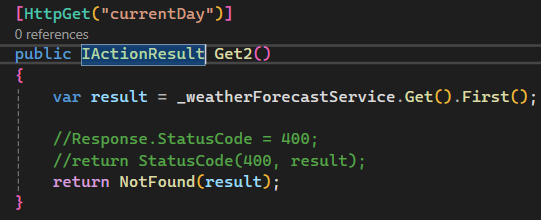 [HttpGet("currentDay")]
0 references
public IActionResult Get2()
{
var result = _weatherForecastService.Get().First();
//Response.StatusCode = 400;
//return StatusCode(400, result);
return NotFound(result);
}